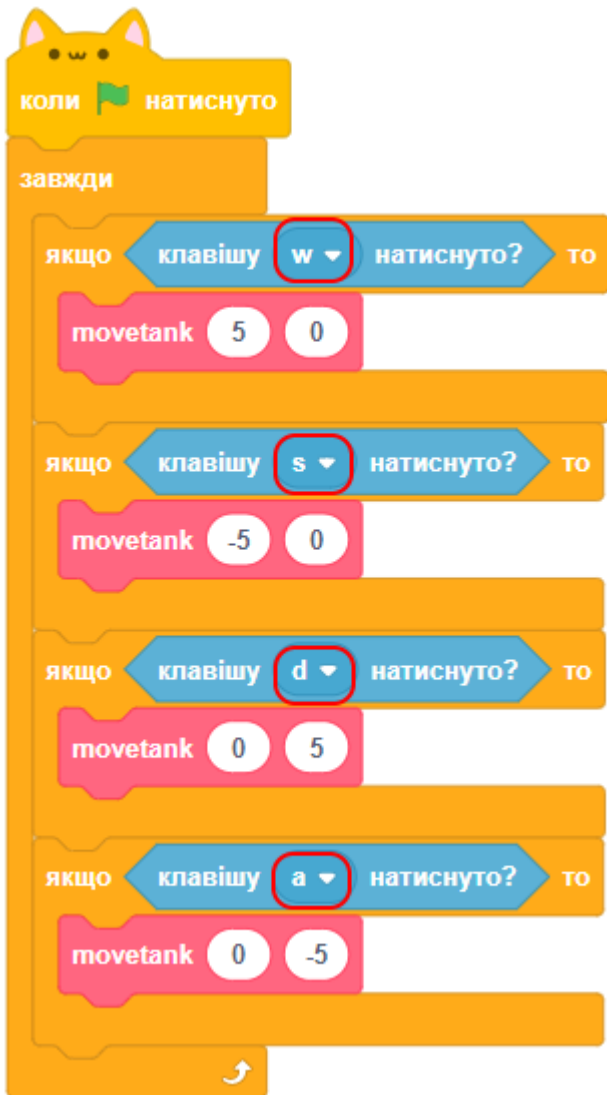 коли натиснуто
завжди
якщо клавішу w натиснуто? то
movetank 5 0
якщо клавішу s натиснуто? то
movetank -5 0
якщо клавішу d натиснуто? то
movetank 0 5
якщо клавішу a натиснуто? то
movetank 0 -5